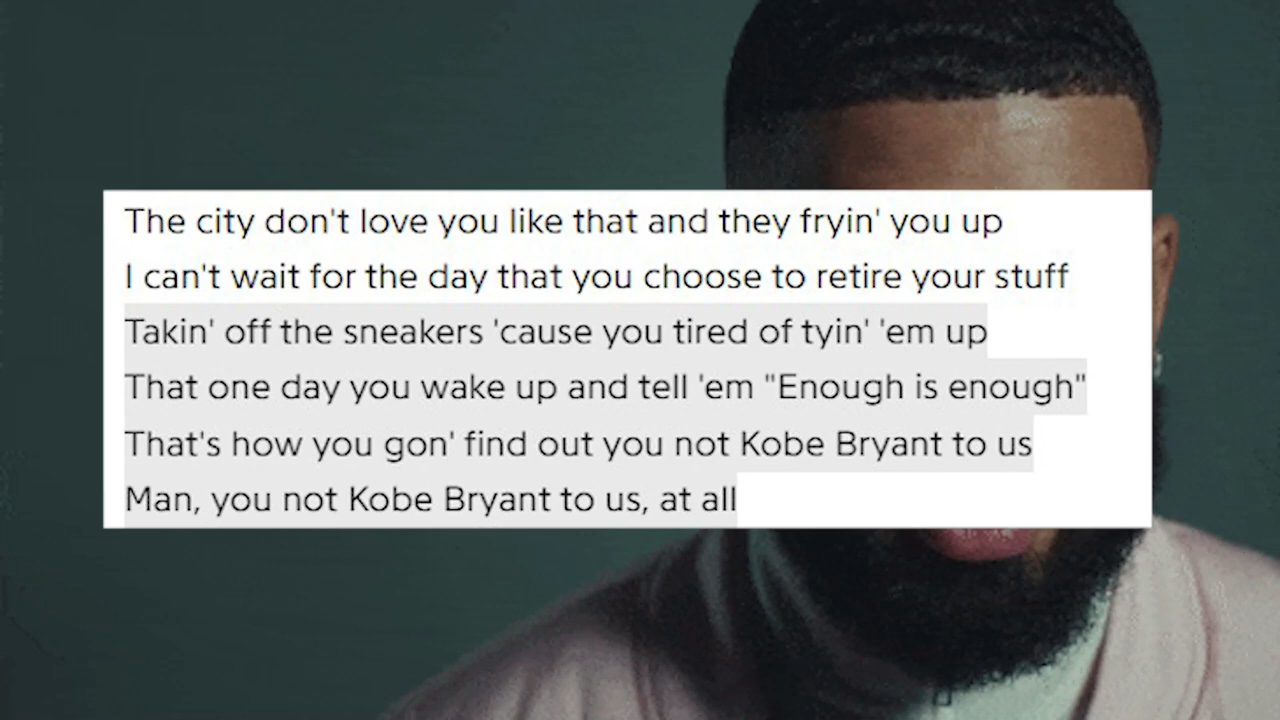 The city don't love you like that and they fryin' you up
I can't wait for the day that you choose to retire your stuff
Takin' off the sneakers 'cause you tired of tyin' 'em up
That one day you wake up and tell 'em "Enough is enough"
That's how you gon' find out you not Kobe Bryant to us
Man, you not Kobe Bryant to us, at all